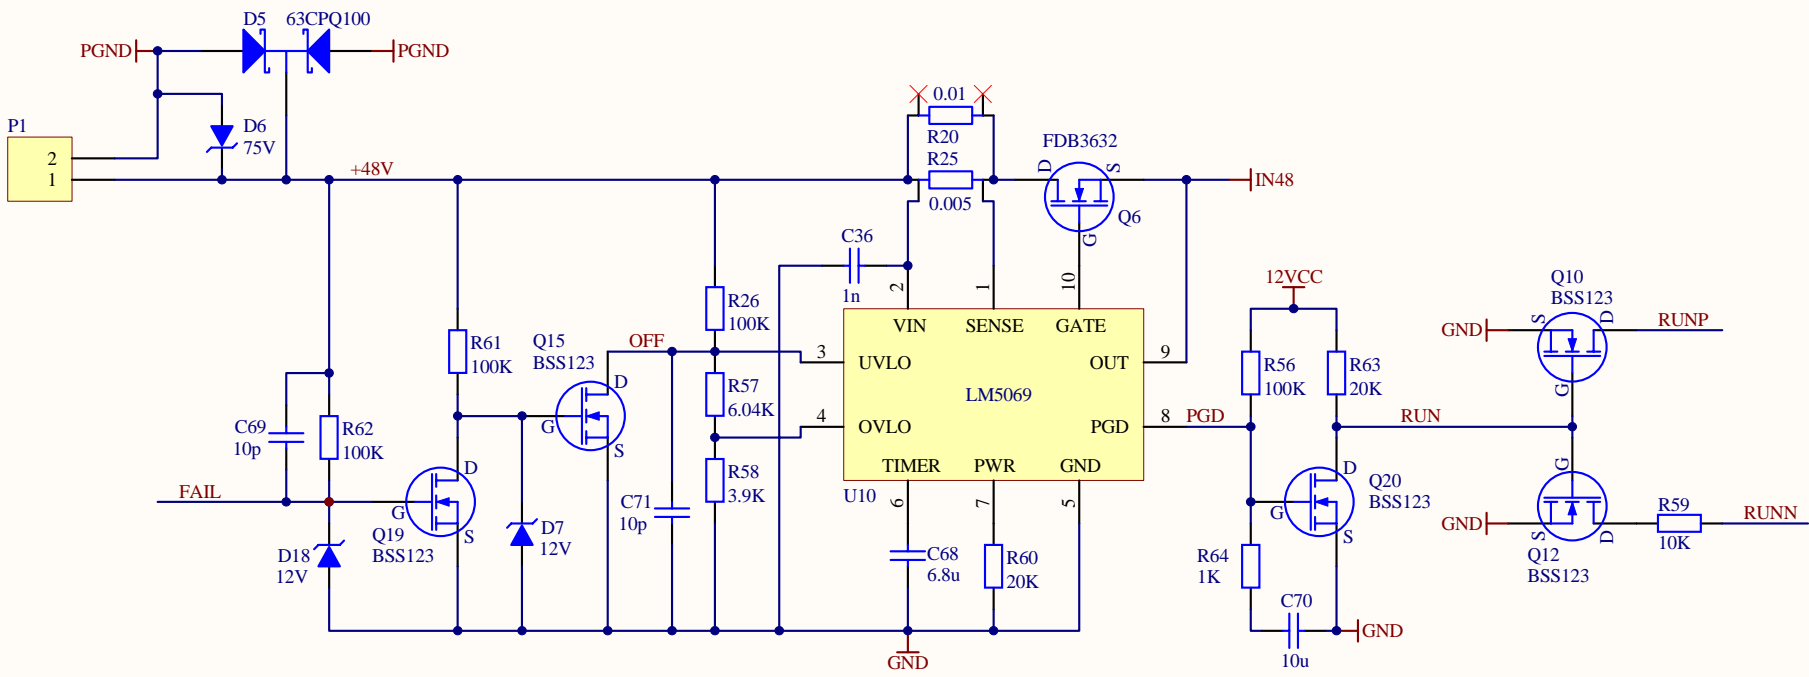 D5 63CPQ100
PGND
PGND
P1
2
1
D6
75V
+48V
0.01
R20
R25
0.005
FDB3632
D
S
G
Q6
IN48
C36
1n
2
1
10
R26
100K
VIN SENSE GATE
UVLO
OVLO
OUT
PGD
LM5069
TIMER PWR GND
U10
3
4
9
8
6
7
5
R61
100K
Q15
BSS123
OFF
D
G
S
R57
6.04K
R58
3.9K
C69
10p
R62
100K
FAIL
D
G
S
Q19
BSS123
D18
12V
D7
12V
C71
10p
C68
6.8u
R60
20K
GND
12VCC
R56
100K
R63
20K
PGD
RUN
D
G
S
Q20
BSS123
R64
1K
C70
10u
GND
Q10
BSS123
GND
S
D
G
RUNP
G
GND
S
D
Q12
BSS123
R59
10K
RUNN